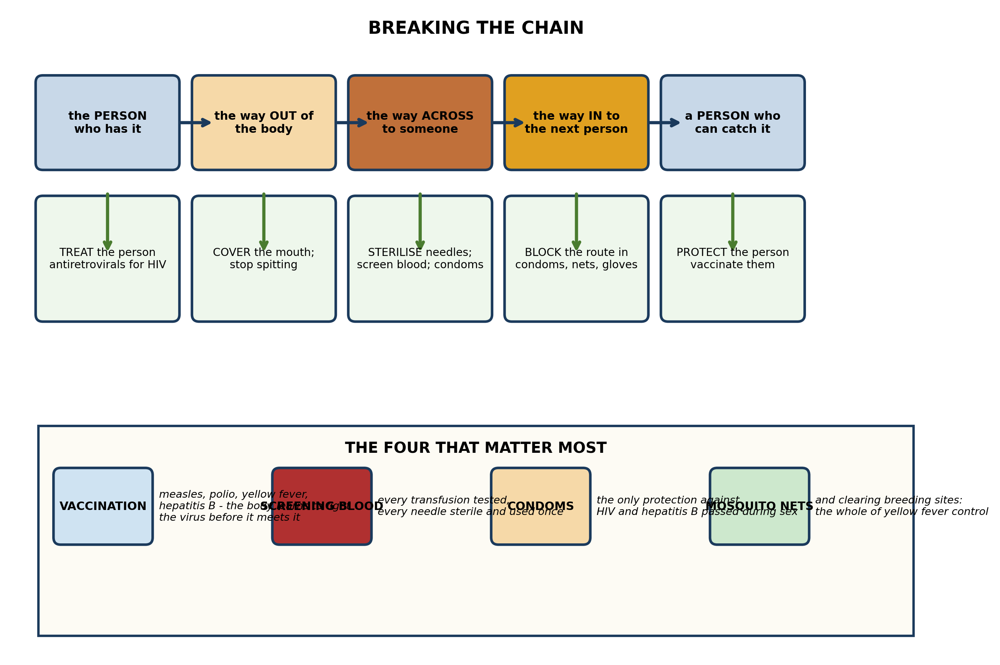 BREAKING THE CHAIN
the PERSON
who has it
the way OUT of
the body
the way ACROSS
to someone
the way IN to
the next person
a PERSON who
can catch it
TREAT the person
antiretrovirals for HIV
COVER the mouth;
stop spitting
STERILISE needles;
screen blood; condoms
BLOCK the route in
condoms, nets, gloves
PROTECT the person
vaccinate them
THE FOUR THAT MATTER MOST
VACCINATION
measles, polio, yellow fever,
hepatitis B - the body learns to fight
the virus before it meets it
SCREENING BLOOD
every transfusion tested,
every needle sterile and used once
CONDOMS
the only protection against
HIV and hepatitis B passed during sex
MOSQUITO NETS
and clearing breeding sites:
the whole of yellow fever control